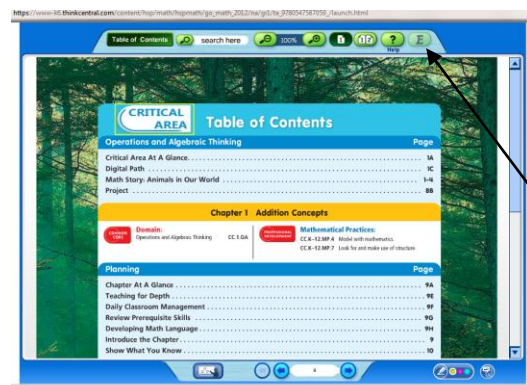 https://www-k6.thinkcentral.com/content/hsp/math/hspmath/go_math_2012/na/gr1/te_9780547587059_/launch.html
Table of Contents search here 100% 1 1 2 ? E
Help
CRITICAL
AREA
Table of Contents
Operations and Algebraic Thinking Page
Critical Area At A Glance 1A
Digital Path 1C
Math Story: Animals in Our World 1–4
Project 8B
Chapter 1 Addition Concepts
COMMON
CORE
Domain:
Operations and Algebraic Thinking CC.1.OA
PROFESSIONAL
DEVELOPMENT
Mathematical Practices:
CC.K–12.MP.4 Model with mathematics.
CC.K–12.MP.7 Look for and make use of structure
Planning Page
Chapter At A Glance 9A
Teaching for Depth 9E
Daily Classroom Management 9F
Review Prerequisite Skills 9G
Developing Math Language 9H
Introduce the Chapter 9
Show What You Know 10